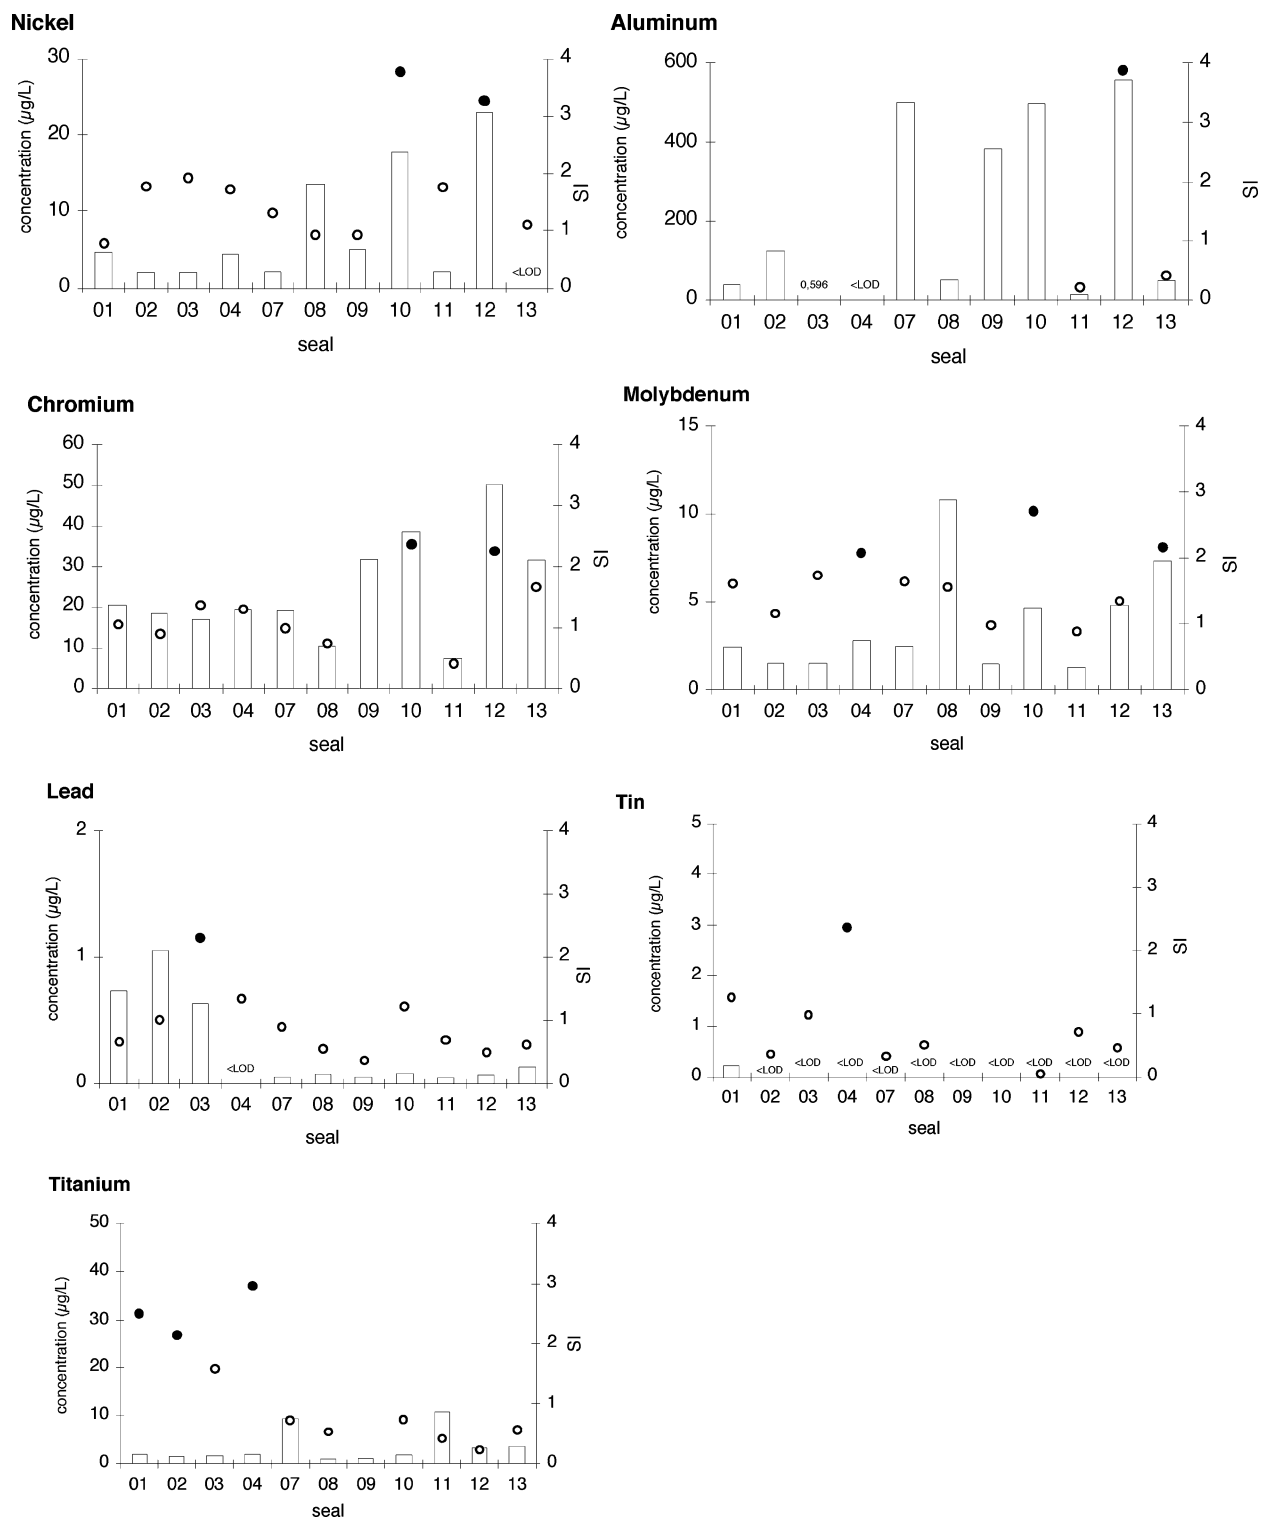 Nickel
30
20
10
0
concentration (µg/L)
4
3
2
1
0
SI
<LOD
01 02 03 04 07 08 09 10 11 12 13
seal
Aluminum
600
400
200
0
concentration (µg/L)
4
3
2
1
0
SI
0,596 <LOD
01 02 03 04 07 08 09 10 11 12 13
seal
Chromium
60
50
40
30
20
10
0
concentration (µg/L)
4
3
2
1
0
SI
01 02 03 04 07 08 09 10 11 12 13
seal
Molybdenum
15
10
5
0
concentration (µg/L)
4
3
2
1
0
SI
01 02 03 04 07 08 09 10 11 12 13
seal
Lead
2
1
0
concentration (µg/L)
4
3
2
1
0
SI
<LOD
01 02 03 04 07 08 09 10 11 12 13
seal
Tin
5
4
3
2
1
0
concentration (µg/L)
4
3
2
1
0
SI
<LOD <LOD <LOD <LOD <LOD <LOD <LOD <LOD <LOD <LOD
01 02 03 04 07 08 09 10 11 12 13
seal
Titanium
50
40
30
20
10
0
concentration (µg/L)
4
3
2
1
0
SI
01 02 03 04 07 08 09 10 11 12 13
seal